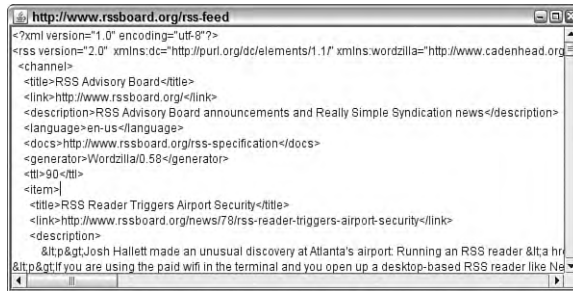 http://www.rssboard.org/rss-feed
<?xml version="1.0" encoding="utf-8"?>
<rss version="2.0" xmlns:dc="http://purl.org/dc/elements/1.1/" xmlns:wordzilla="http://www.cadenhead.org
<channel>
<title>RSS Advisory Board</title>
<link>http://www.rssboard.org/</link>
<description>RSS Advisory Board announcements and Really Simple Syndication news</description>
<language>en-us</language>
<docs>http://www.rssboard.org/rss-specification</docs>
<generator>Wordzilla/0.58</generator>
<ttl>90</ttl>
<item>
<title>RSS Reader Triggers Airport Security</title>
<link>http://www.rssboard.org/news/78/rss-reader-triggers-airport-security</link>
<description>
&lt;p&gt;Josh Hallett made an unusual discovery at Atlanta's airport: Running an RSS reader &lt;a hr
&lt;p&gt;If you are using the paid wifi in the terminal and you open up a desktop-based RSS reader like Ne